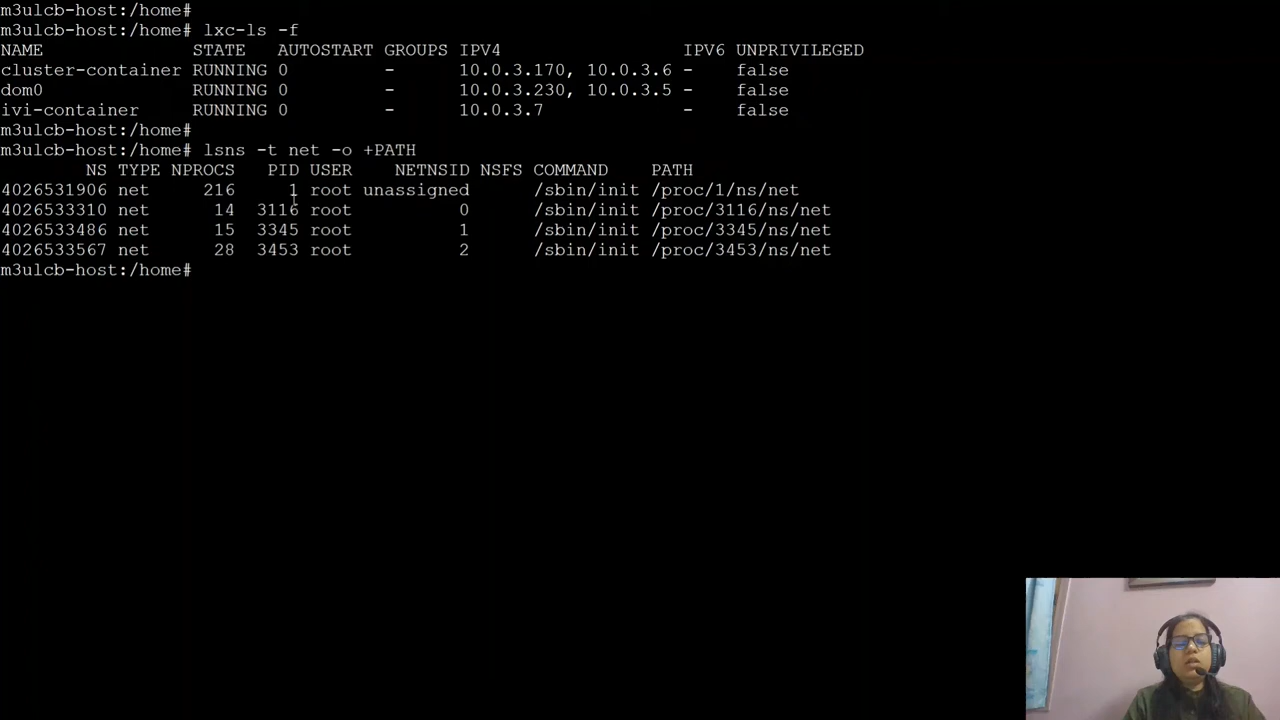 m3ulcb-host:/home#
m3ulcb-host:/home# lxc-ls -f
NAME STATE AUTOSTART GROUPS IPV4 IPV6 UNPRIVILEGED
cluster-container RUNNING 0 - 10.0.3.170, 10.0.3.6 - false
dom0 RUNNING 0 - 10.0.3.230, 10.0.3.5 - false
ivi-container RUNNING 0 - 10.0.3.7 - false
m3ulcb-host:/home#
m3ulcb-host:/home# lsns -t net -o +PATH
NS TYPE NPROCS PID USER NETNSID NSFS COMMAND PATH
4026531906 net 216 1 root unassigned /sbin/init /proc/1/ns/net
4026533310 net 14 3116 root 0 /sbin/init /proc/3116/ns/net
4026533486 net 15 3345 root 1 /sbin/init /proc/3345/ns/net
4026533567 net 28 3453 root 2 /sbin/init /proc/3453/ns/net
m3ulcb-host:/home#